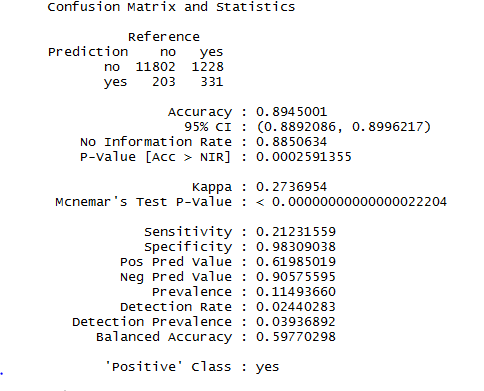 Confusion Matrix and Statistics
Reference
Prediction no yes
no 11802 1228
yes 203 331
Accuracy : 0.8945001
95% CI : (0.8892086, 0.8996217)
No Information Rate : 0.8850634
P-Value [Acc > NIR] : 0.0002591355
Kappa : 0.2736954
Mcnemar's Test P-Value : < 0.00000000000000022204
Sensitivity : 0.21231559
Specificity : 0.98309038
Pos Pred Value : 0.61985019
Neg Pred Value : 0.90575595
Prevalence : 0.11493660
Detection Rate : 0.02440283
Detection Prevalence : 0.03936892
Balanced Accuracy : 0.59770298
'Positive' Class : yes